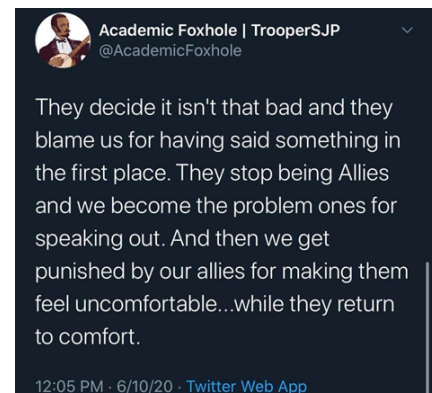 Academic Foxhole | TrooperSJP
@AcademicFoxhole
They decide it isn't that bad and they
blame us for having said something in
the first place. They stop being Allies
and we become the problem ones for
speaking out. And then we get
punished by our allies for making them
feel uncomfortable...while they return
to comfort.
12:05 PM · 6/10/20 · Twitter Web App